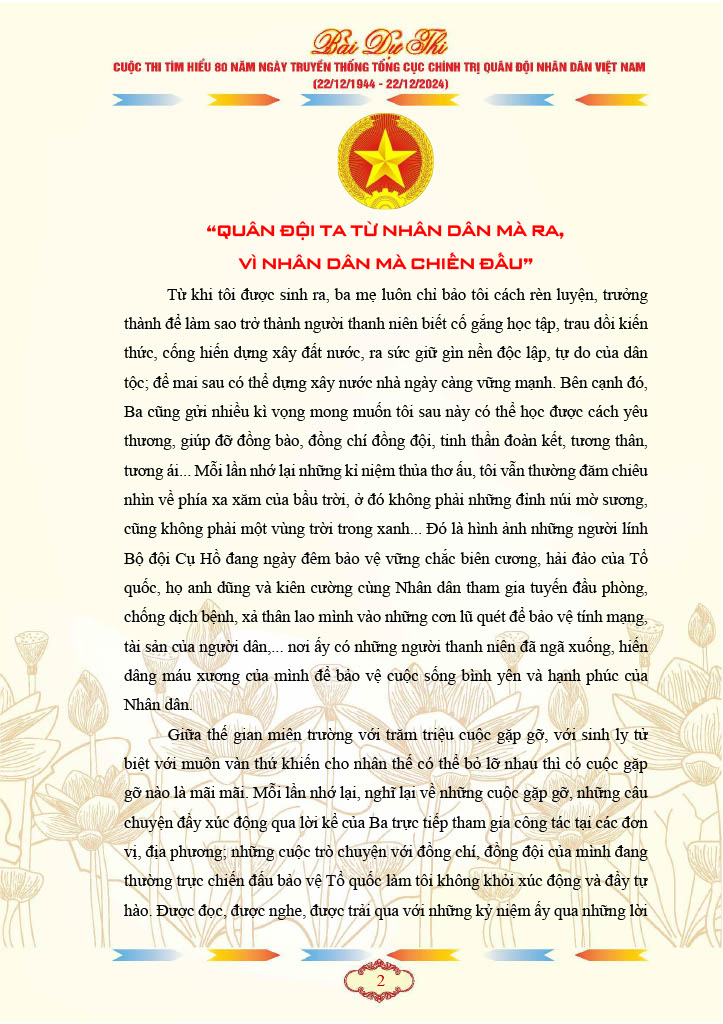 Bài Dự Thi
CUỘC THI TÌM HIỂU 80 NĂM NGÀY TRUYỀN THỐNG TỔNG CỤC CHÍNH TRỊ QUÂN ĐỘI NHÂN DÂN VIỆT NAM
(22/12/1944 - 22/12/2024)
“QUÂN ĐỘI TA TỪ NHÂN DÂN MÀ RA,
VÌ NHÂN DÂN MÀ CHIẾN ĐẤU”
Từ khi tôi được sinh ra, ba mẹ luôn chỉ bảo tôi cách rèn luyện, trưởng
thành để làm sao trở thành người thanh niên biết cố gắng học tập, trau dồi kiến
thức, cống hiến dựng xây đất nước, ra sức giữ gìn nền độc lập, tự do của dân
tộc; để mai sau có thể dựng xây nước nhà ngày càng vững mạnh. Bên cạnh đó,
Ba cũng gửi nhiều kì vọng mong muốn tôi sau này có thể học được cách yêu
thương, giúp đỡ đồng bào, đồng chí đồng đội, tinh thần đoàn kết, tương thân,
tương ái... Mỗi lần nhớ lại những kỉ niệm thủa thơ ấu, tôi vẫn thường đăm chiêu
nhìn về phía xa xăm của bầu trời, ở đó không phải những đỉnh núi mờ sương,
cũng không phải một vùng trời trong xanh... Đó là hình ảnh những người lính
Bộ đội Cụ Hồ đang ngày đêm bảo vệ vững chắc biên cương, hải đảo của Tổ
quốc, họ anh dũng và kiên cường cùng Nhân dân tham gia tuyến đầu phòng,
chống dịch bệnh, xả thân lao mình vào những cơn lũ quét để bảo vệ tính mạng,
tài sản của người dân,... nơi ấy có những người thanh niên đã ngã xuống, hiến
dâng máu xương của mình để bảo vệ cuộc sống bình yên và hạnh phúc của
Nhân dân.
Giữa thế gian miên trường với trăm triệu cuộc gặp gỡ, với sinh ly tử
biệt với muôn vàn thứ khiến cho nhân thế có thể bỏ lỡ nhau thì có cuộc gặp
gỡ nào là mãi mãi. Mỗi lần nhớ lại, nghĩ lại về những cuộc gặp gỡ, những câu
chuyện đầy xúc động qua lời kể của Ba trực tiếp tham gia công tác tại các đơn
vị, địa phương; những cuộc trò chuyện với đồng chí, đồng đội của mình đang
thường trực chiến đấu bảo vệ Tổ quốc làm tôi không khỏi xúc động và đầy tự
hào. Được đọc, được nghe, được trải qua với những kỷ niệm ấy qua những lời
2